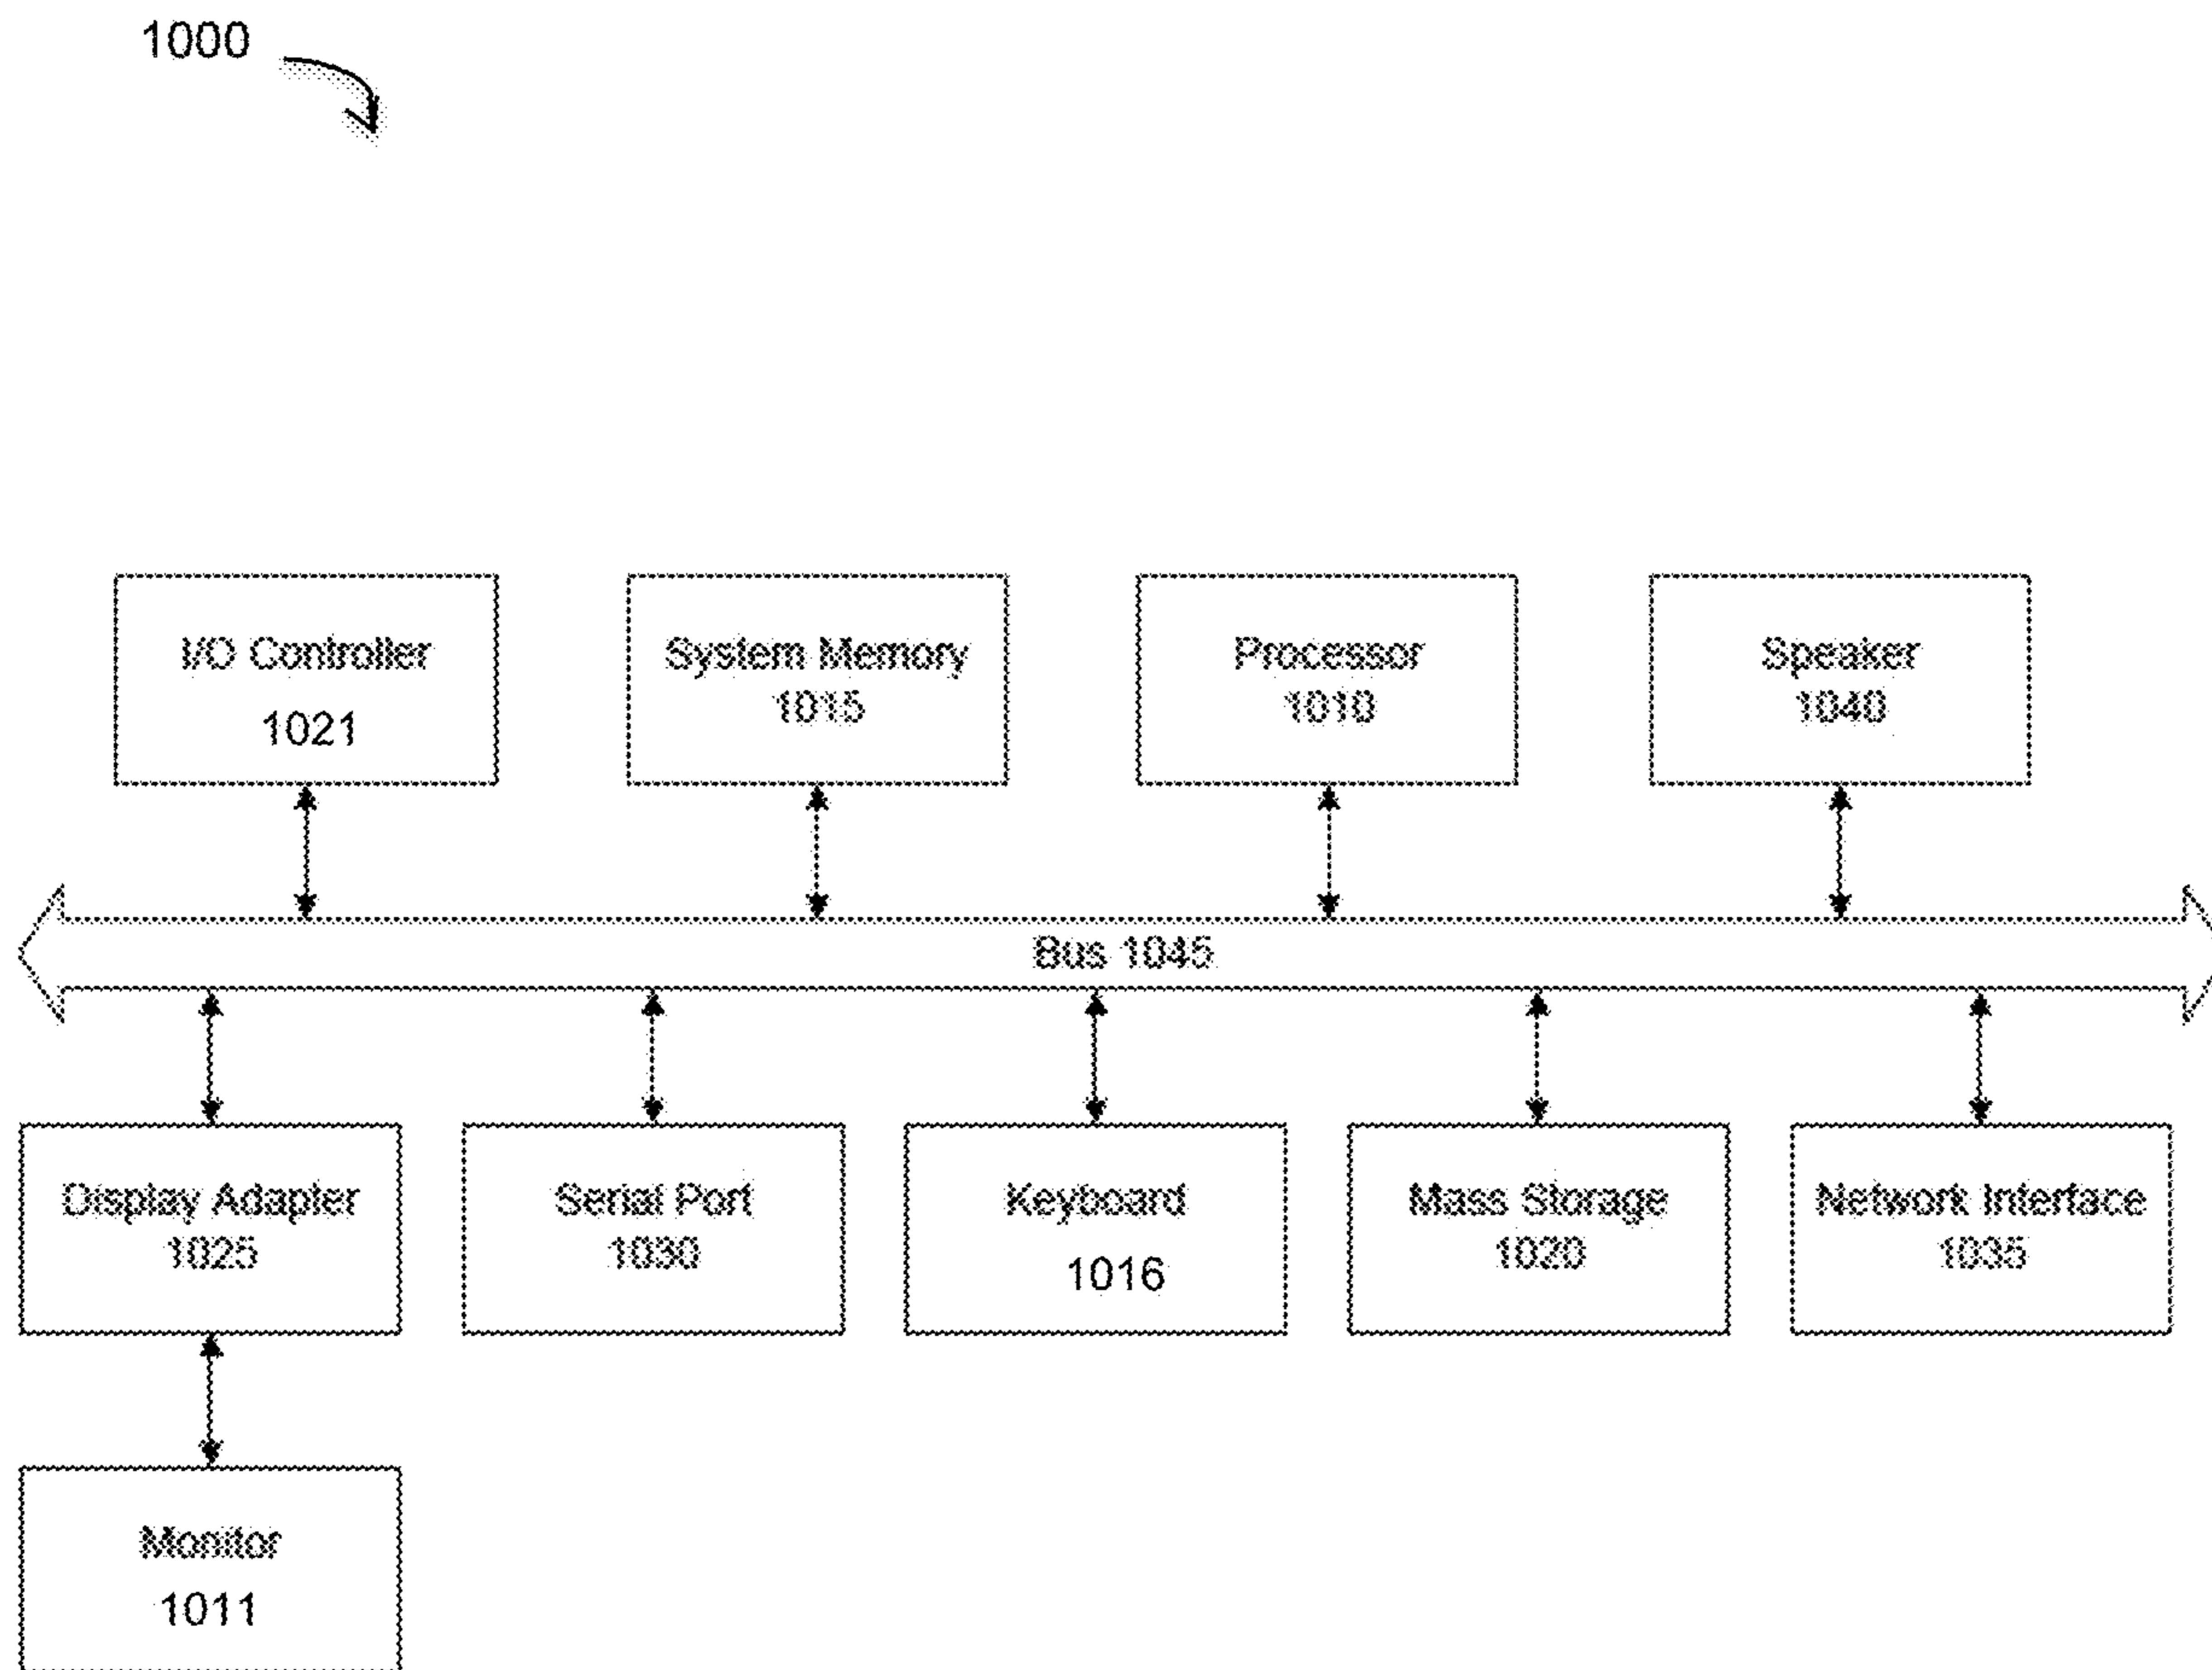 1000
I/O Controller
1021
System Memory
1015
Processor
1010
Speaker
1040
Bus 1045
Display Adapter
1025
Serial Port
1030
Keyboard
1016
Mass Storage
1020
Network Interface
1035
Monitor
1011